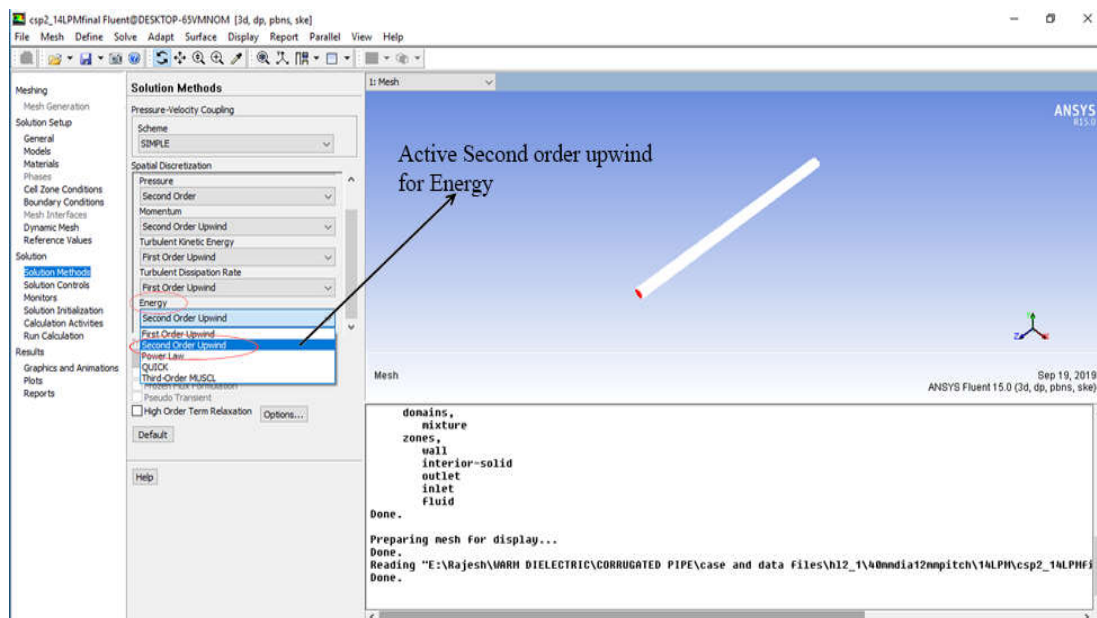 csp2_14LPMfinal Fluent@DESKTOP-65VMNOM [3d, dp, pbns, ske]
File Mesh Define Solve Adapt Surface Display Report Parallel View Help
Meshing
Mesh Generation
Solution Setup
General
Models
Materials
Phases
Cell Zone Conditions
Boundary Conditions
Mesh Interfaces
Dynamic Mesh
Reference Values
Solution
Solution Methods
Solution Controls
Monitors
Solution Initialization
Calculation Activities
Run Calculation
Results
Graphics and Animations
Plots
Reports
Solution Methods
Pressure-Velocity Coupling
Scheme
SIMPLE
Spatial Discretization
Pressure
Second Order
Momentum
Second Order Upwind
Turbulent Kinetic Energy
First Order Upwind
Turbulent Dissipation Rate
First Order Upwind
Energy
Second Order Upwind
First Order Upwind
Second Order Upwind
Power Law
QUICK
Third-Order MUSCL
Frozen Flux Formulation
Pseudo Transient
High Order Term Relaxation Options...
Default
Help
1: Mesh
ANSYS
R15.0
Active Second order upwind
for Energy
Y
Z X
Mesh
Sep 19, 2019
ANSYS Fluent 15.0 (3d, dp, pbns, ske)
domains,
mixture
zones,
wall
interior-solid
outlet
inlet
fluid
Done.
Preparing mesh for display...
Done.
Reading "E:\Rajesh\WARM DIELECTRIC\CORRUGATED PIPE\case and data files\hl2_1\40mmdia12mmpitch\14LPM\csp2_14LPMFi
Done.